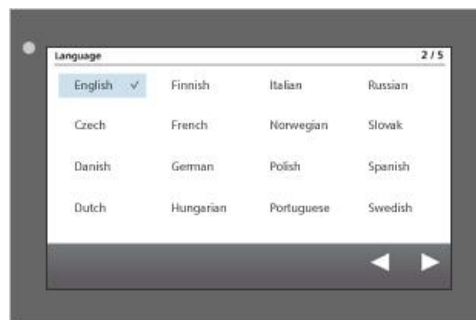 Language 2 / 5
English ✓ Finnish Italian Russian
Czech French Norwegian Slovak
Danish German Polish Spanish
Dutch Hungarian Portuguese Swedish